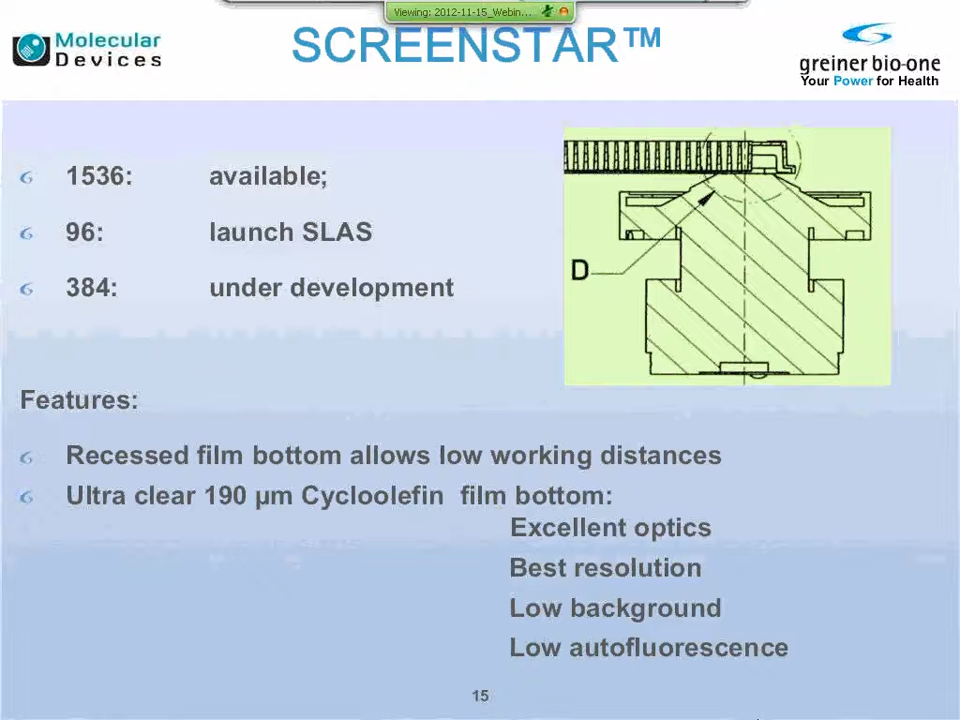 Viewing: 2012-11-15_Webin...
Molecular
Devices
SCREENSTAR™
greiner bio-one
Your Power for Health
1536: available;
96: launch SLAS
384: under development
D
Features:
Recessed film bottom allows low working distances
Ultra clear 190 µm Cycloolefin film bottom:
Excellent optics
Best resolution
Low background
Low autofluorescence
15